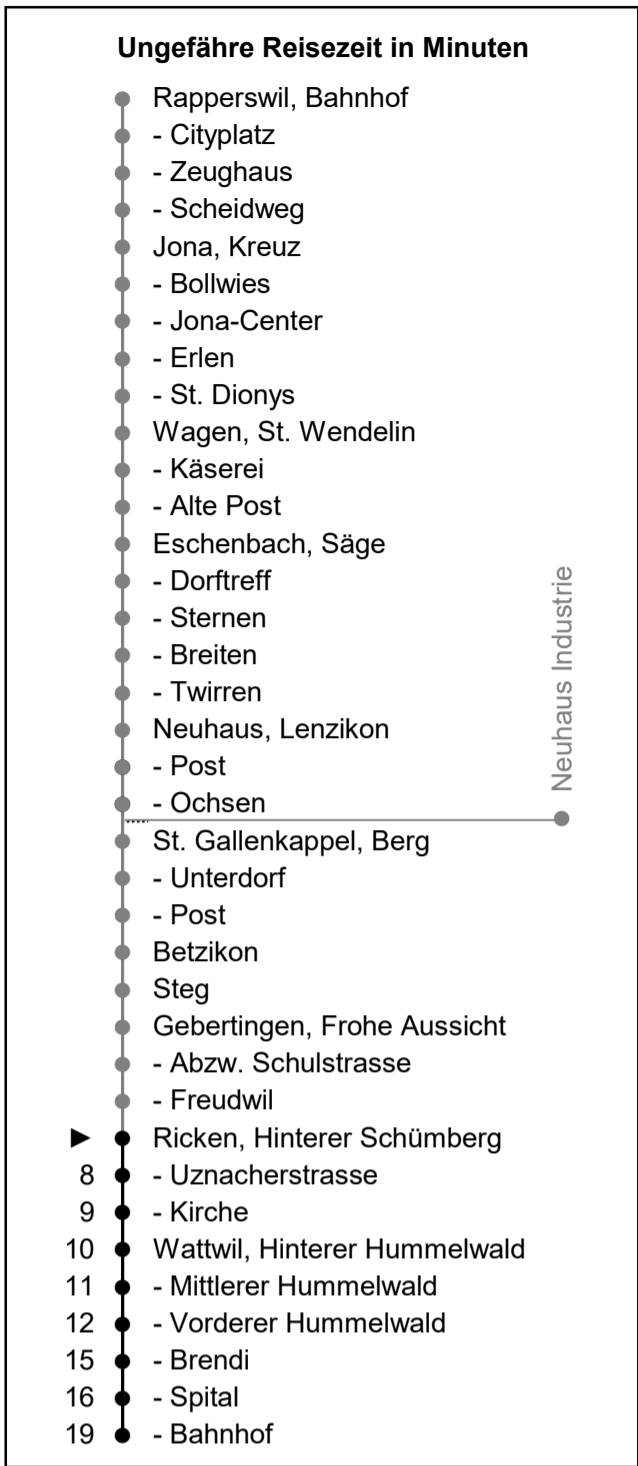 Ungefähre Reisezeit in Minuten
Rapperswil, Bahnhof
- Cityplatz
- Zeughaus
- Scheidweg
Jona, Kreuz
- Bollwies
- Jona-Center
- Erlen
- St. Dionys
Wagen, St. Wendelin
- Käserei
- Alte Post
Eschenbach, Säge
- Dorftreff
- Sternen
- Breiten
- Twirren
Neuhaus, Lenzikon
- Post
- Ochsen
Neuhaus Industrie
St. Gallenkappel, Berg
- Unterdorf
- Post
Betzikon
Steg
Gebertingen, Frohe Aussicht
- Abzw. Schulstrasse
- Freudwil
► Ricken, Hinterer Schümberg
8 - Uznacherstrasse
9 - Kirche
10 Wattwil, Hinterer Hummelwald
11 - Mittlerer Hummelwald
12 - Vorderer Hummelwald
15 - Brendi
16 - Spital
19 - Bahnhof